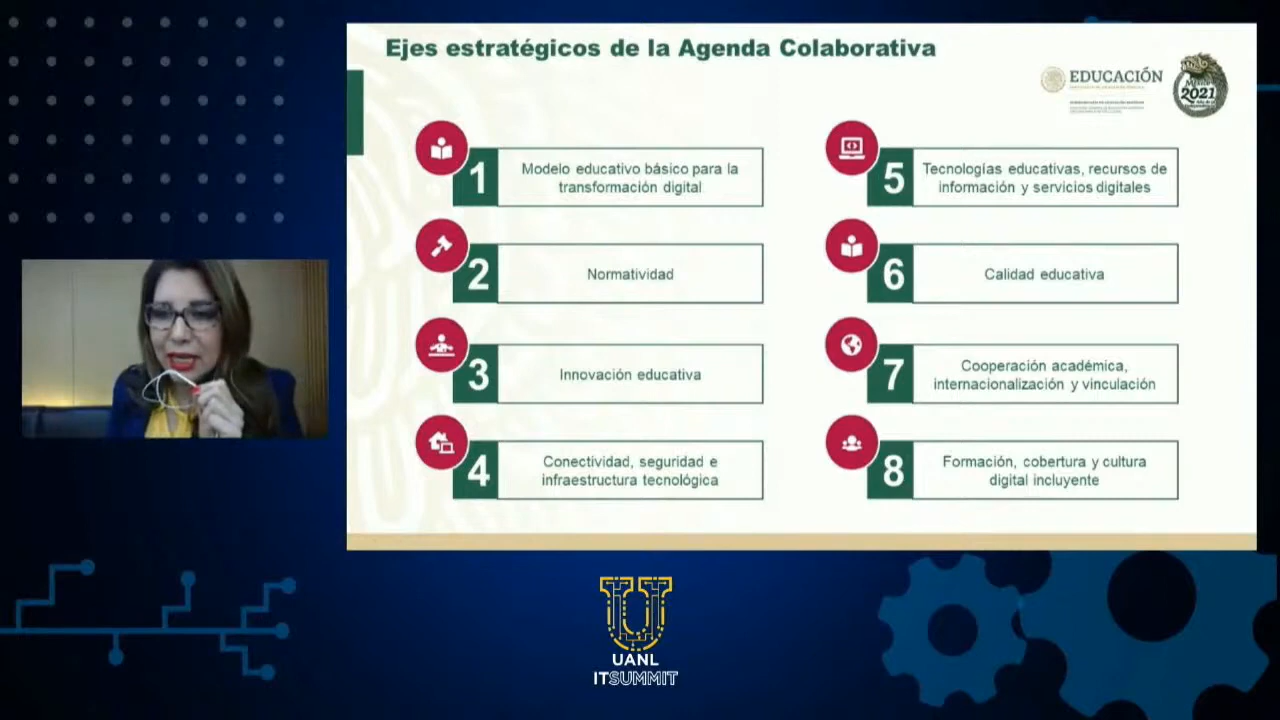 Ejes estratégicos de la Agenda Colaborativa
EDUCACIÓN
México
2021
1
Modelo educativo básico para la
transformación digital
2
Normatividad
3
Innovación educativa
4
Conectividad, seguridad e
infraestructura tecnológica
5
Tecnologías educativas, recursos de
información y servicios digitales
6
Calidad educativa
7
Cooperación académica,
internacionalización y vinculación
8
Formación, cobertura y cultura
digital incluyente
U
UANL
ITSUMMIT